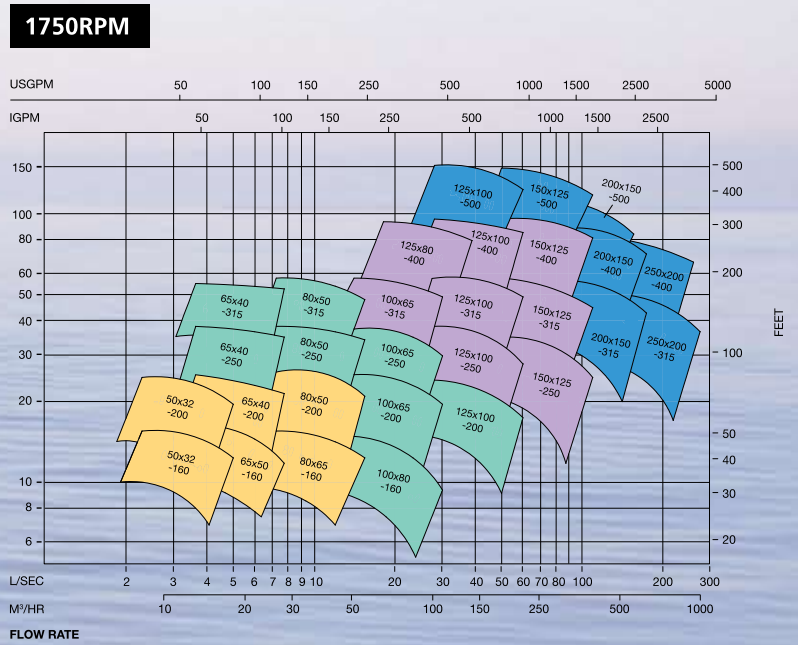 1750RPM
USGPM 50 100 150 250 500 1000 1500 2500 5000
IGPM 50 100 150 250 500 1000 1500 2500
150 500
400
100 300
80
60 200
50
40
30 100
20
50
40
10 30
8
6 20
FEET
125x100
-500
150x125
-500
200x150
-500
125x80
-400
125x100
-400
150x125
-400
200x150
-400
250x200
-400
65x40
-315
80x50
-315
100x65
-315
125x100
-315
150x125
-315
200x150
-315
250x200
-315
65x40
-250
80x50
-250
100x65
-250
125x100
-250
150x125
-250
50x32
-200
65x40
-200
80x50
-200
100x65
-200
125x100
-200
50x32
-160
65x50
-160
80x65
-160
100x80
-160
L/SEC 2 3 4 5 6 7 8 9 10 20 30 40 50 60 70 80 100 200 300
M³/HR 10 20 30 50 100 150 250 500 1000
FLOW RATE